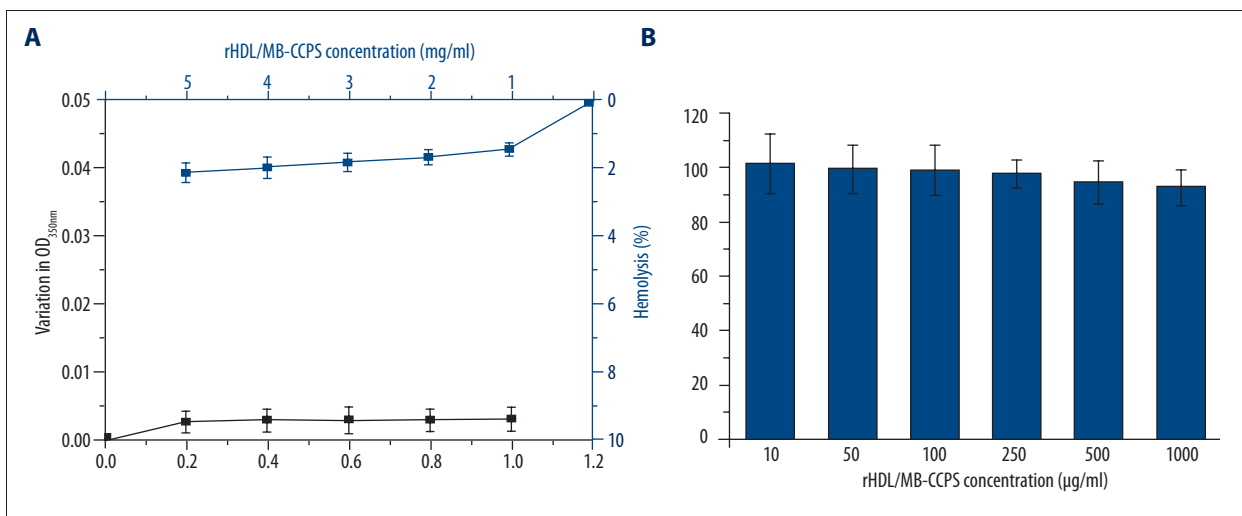 A
rHDL/MB-CCPS concentration (mg/ml)
5 4 3 2 1
0.05
0.04
0.03
0.02
0.01
0.00
Variation in OD350nm
0
2
4
6
8
10
Hemolysis (%)
0.0 0.2 0.4 0.6 0.8 1.0 1.2
B
120
100
80
60
40
20
0
10 50 100 250 500 1000
rHDL/MB-CCPS concentration (µg/ml)